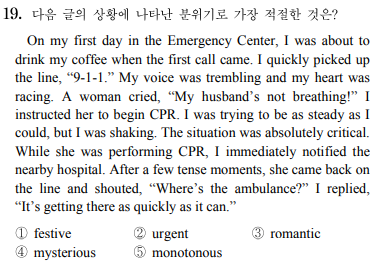 19. 다음 글의 상황에 나타난 분위기로 가장 적절한 것은?
On my first day in the Emergency Center, I was about to
drink my coffee when the first call came. I quickly picked up
the line, “9-1-1.” My voice was trembling and my heart was
racing. A woman cried, “My husband’s not breathing!” I
instructed her to begin CPR. I was trying to be as steady as I
could, but I was shaking. The situation was absolutely critical.
While she was performing CPR, I immediately notified the
nearby hospital. After a few tense moments, she came back on
the line and shouted, “Where’s the ambulance?” I replied,
“It’s getting there as quickly as it can.”
① festive ② urgent ③ romantic
④ mysterious ⑤ monotonous